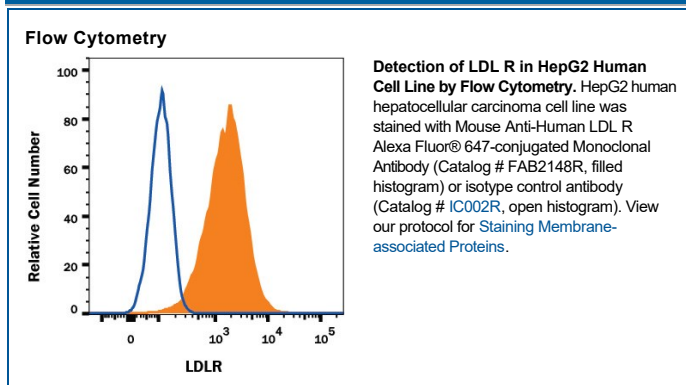 Flow Cytometry
Relative Cell Number
100
80
60
40
20
0
0
10³
10⁴
10⁵
LDLR
Detection of LDL R in HepG2 Human
Cell Line by Flow Cytometry. HepG2 human
hepatocellular carcinoma cell line was
stained with Mouse Anti-Human LDL R
Alexa Fluor® 647-conjugated Monoclonal
Antibody (Catalog # FAB2148R, filled
histogram) or isotype control antibody
(Catalog # IC002R, open histogram). View
our protocol for Staining Membrane-
associated Proteins.